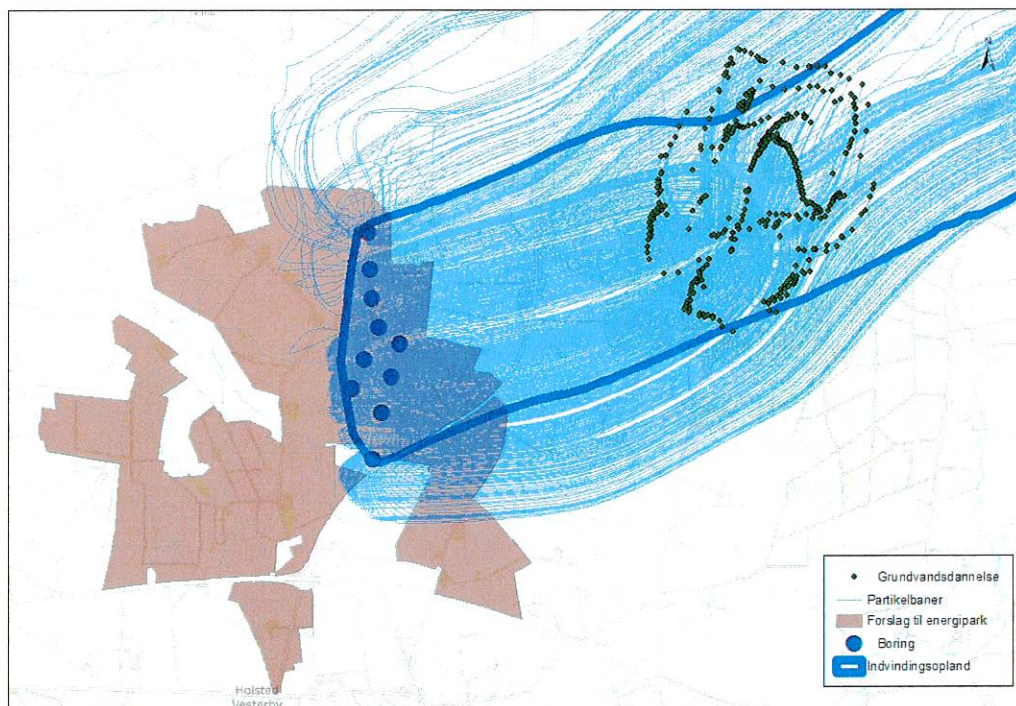 Grundvandsdannelse
Partikelbaner
Forslag til energipark
Boring
Indvindingsopland
Holsted
Vesterby